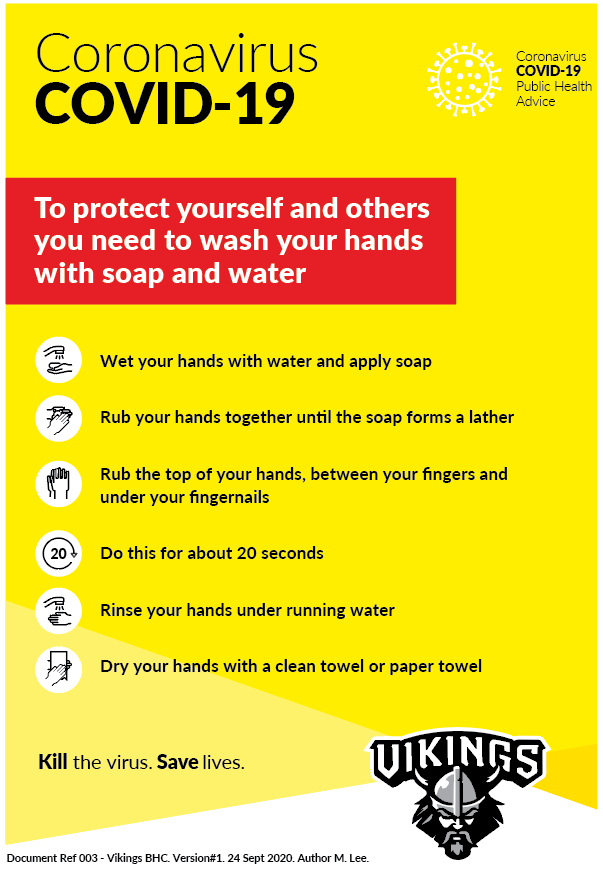 Coronavirus
COVID-19
Coronavirus
COVID-19
Public Health
Advice
To protect yourself and others
you need to wash your hands
with soap and water
Wet your hands with water and apply soap
Rub your hands together until the soap forms a lather
Rub the top of your hands, between your fingers and
under your fingernails
20
Do this for about 20 seconds
Rinse your hands under running water
Dry your hands with a clean towel or paper towel
Kill the virus. Save lives.
VIKINGS
Document Ref 003 - Vikings BHC. Version#1. 24 Sept 2020. Author M. Lee.